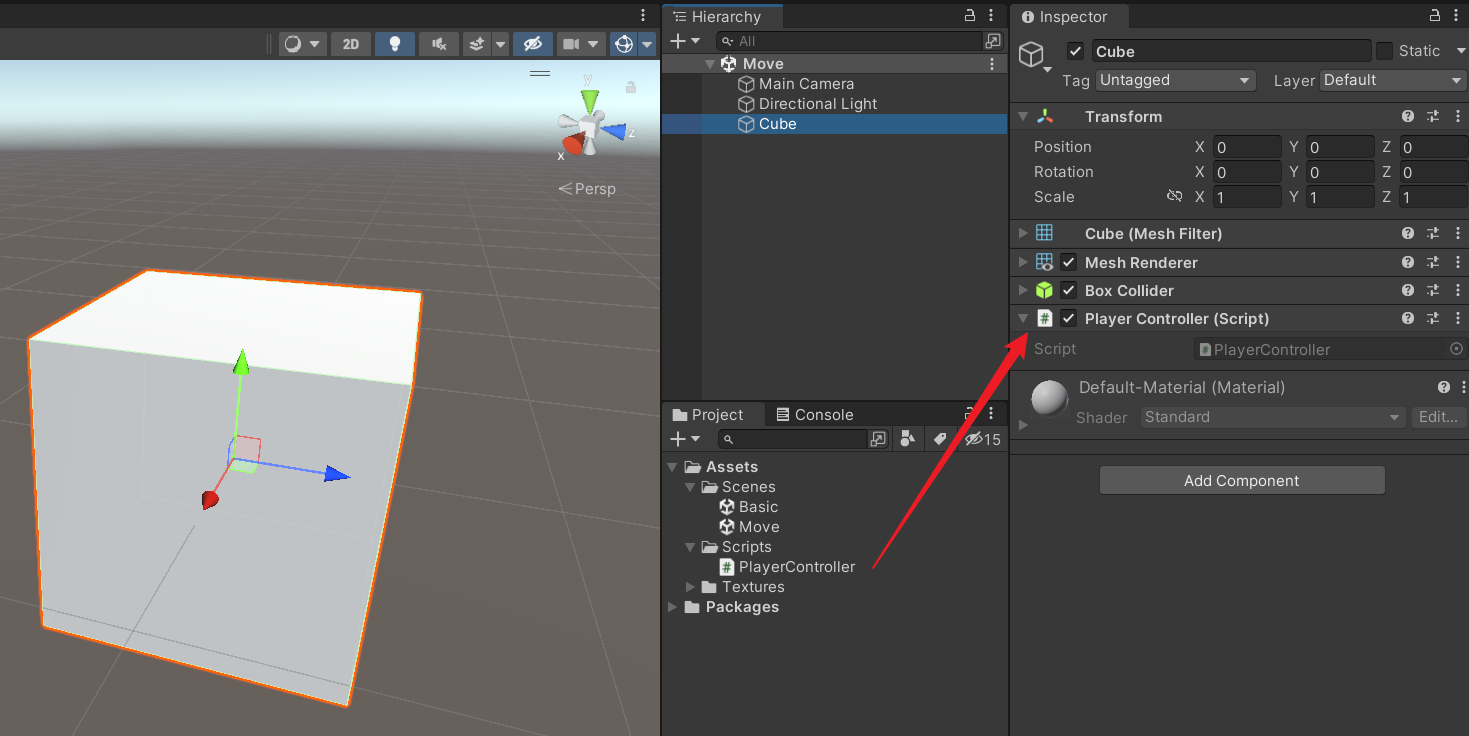 2D
y
z
x
Persp
Hierarchy
All
Move
Main Camera
Directional Light
Cube
Project
Console
15
Assets
Scenes
Basic
Move
Scripts
# PlayerController
Textures
Packages
Inspector
Cube
Static
Tag Untagged Layer Default
Transform
Position X 0 Y 0 Z 0
Rotation X 0 Y 0 Z 0
Scale X 1 Y 1 Z 1
Cube (Mesh Filter)
Mesh Renderer
Box Collider
# Player Controller (Script)
Script # PlayerController
Default-Material (Material)
Shader Standard Edit...
Add Component